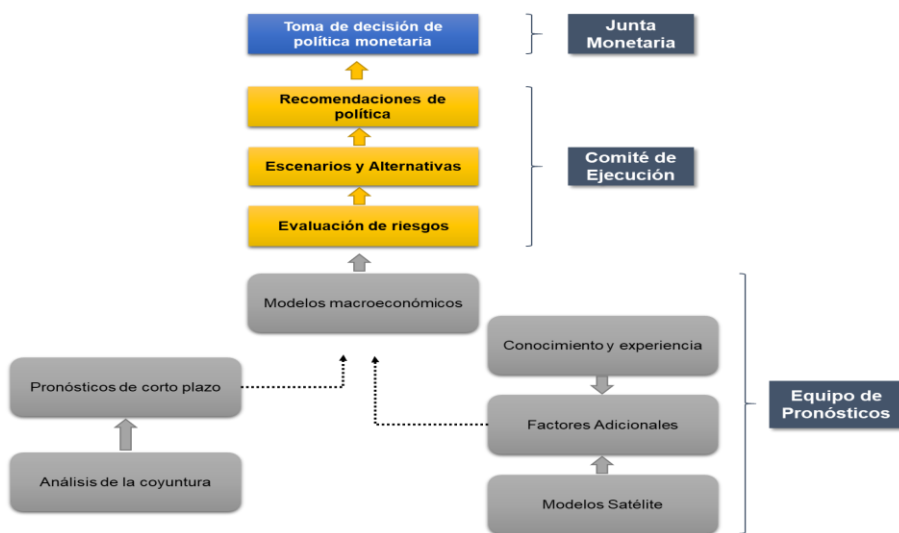 Toma de decisión de
política monetaria
Junta
Monetaria
Recomendaciones de
política
Escenarios y Alternativas
Comité de
Ejecución
Evaluación de riesgos
Modelos macroeconómicos
Conocimiento y experiencia
Pronósticos de corto plazo
Factores Adicionales
Equipo de
Pronósticos
Análisis de la coyuntura
Modelos Satélite